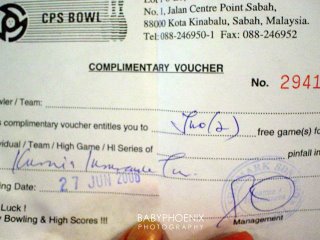 CPS BOWL
No. 1, Jalan Centre Point Sabah,
88000 Kota Kinabalu, Sabah, Malaysia.
Tel: 088-246950-1 Fax: 088-246952
COMPLIMENTARY VOUCHER
No. 2941
wler / Team:
s complimentary voucher entitles you to Two (2) free game(s) fo
ividual / Team / High Game / HI Series of pinfall in
ing Date: 27 JUN 2006
Luck !
y Bowling & High Scores !!!
Management
BABYPHOENIX
PHOTOGRAPHY